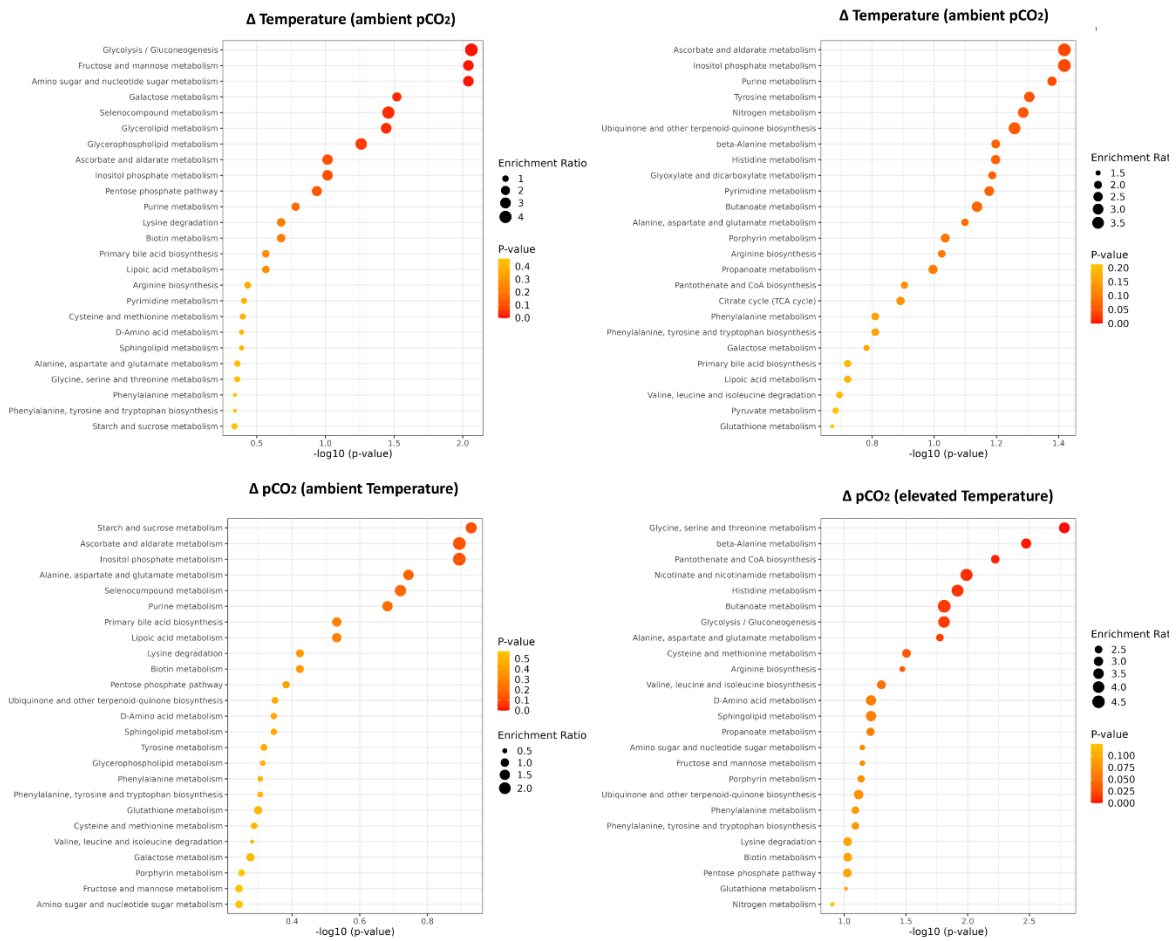 Δ Temperature (ambient pCO₂)
Glycolysis / Gluconeogenesis
Fructose and mannose metabolism
Amino sugar and nucleotide sugar metabolism
Galactose metabolism
Selenocompound metabolism
Glycerolipid metabolism
Glycerophospholipid metabolism
Ascorbate and aldarate metabolism
Inositol phosphate metabolism
Pentose phosphate pathway
Purine metabolism
Lysine degradation
Biotin metabolism
Primary bile acid biosynthesis
Lipoic acid metabolism
Arginine biosynthesis
Pyrimidine metabolism
Cysteine and methionine metabolism
D-Amino acid metabolism
Sphingolipid metabolism
Alanine, aspartate and glutamate metabolism
Glycine, serine and threonine metabolism
Phenylalanine metabolism
Phenylalanine, tyrosine and tryptophan biosynthesis
Starch and sucrose metabolism
0.5 1.0 1.5 2.0
-log10 (p-value)
Enrichment Ratio
1
2
3
4
P-value
0.4
0.3
0.2
0.1
0.0
Δ Temperature (ambient pCO₂)
Ascorbate and aldarate metabolism
Inositol phosphate metabolism
Purine metabolism
Tyrosine metabolism
Nitrogen metabolism
Ubiquinone and other terpenoid-quinone biosynthesis
beta-Alanine metabolism
Histidine metabolism
Glyoxylate and dicarboxylate metabolism
Pyrimidine metabolism
Butanoate metabolism
Alanine, aspartate and glutamate metabolism
Porphyrin metabolism
Arginine biosynthesis
Propanoate metabolism
Pantothenate and CoA biosynthesis
Citrate cycle (TCA cycle)
Phenylalanine metabolism
Phenylalanine, tyrosine and tryptophan biosynthesis
Galactose metabolism
Primary bile acid biosynthesis
Lipoic acid metabolism
Valine, leucine and isoleucine degradation
Pyruvate metabolism
Glutathione metabolism
0.8 1.0 1.2 1.4
-log10 (p-value)
Enrichment Rat
1.5
2.0
2.5
3.0
3.5
P-value
0.20
0.15
0.10
0.05
0.00
Δ pCO₂ (ambient Temperature)
Starch and sucrose metabolism
Ascorbate and aldarate metabolism
Inositol phosphate metabolism
Alanine, aspartate and glutamate metabolism
Selenocompound metabolism
Purine metabolism
Primary bile acid biosynthesis
Lipoic acid metabolism
Lysine degradation
Biotin metabolism
Pentose phosphate pathway
Ubiquinone and other terpenoid-quinone biosynthesis
D-Amino acid metabolism
Sphingolipid metabolism
Tyrosine metabolism
Glycerophospholipid metabolism
Phenylalanine metabolism
Phenylalanine, tyrosine and tryptophan biosynthesis
Glutathione metabolism
Cysteine and methionine metabolism
Valine, leucine and isoleucine degradation
Galactose metabolism
Porphyrin metabolism
Fructose and mannose metabolism
Amino sugar and nucleotide sugar metabolism
0.4 0.6 0.8
-log10 (p-value)
P-value
0.5
0.4
0.3
0.2
0.1
0.0
Enrichment Ratio
0.5
1.0
1.5
2.0
Δ pCO₂ (elevated Temperature)
Glycine, serine and threonine metabolism
beta-Alanine metabolism
Pantothenate and CoA biosynthesis
Nicotinate and nicotinamide metabolism
Histidine metabolism
Butanoate metabolism
Glycolysis / Gluconeogenesis
Alanine, aspartate and glutamate metabolism
Cysteine and methionine metabolism
Arginine biosynthesis
Valine, leucine and isoleucine biosynthesis
D-Amino acid metabolism
Sphingolipid metabolism
Propanoate metabolism
Amino sugar and nucleotide sugar metabolism
Fructose and mannose metabolism
Porphyrin metabolism
Ubiquinone and other terpenoid-quinone biosynthesis
Phenylalanine metabolism
Phenylalanine, tyrosine and tryptophan biosynthesis
Lysine degradation
Biotin metabolism
Pentose phosphate pathway
Glutathione metabolism
Nitrogen metabolism
1.0 1.5 2.0 2.5
-log10 (p-value)
Enrichment Ratio
2.5
3.0
3.5
4.0
4.5
P-value
0.100
0.075
0.050
0.025
0.000